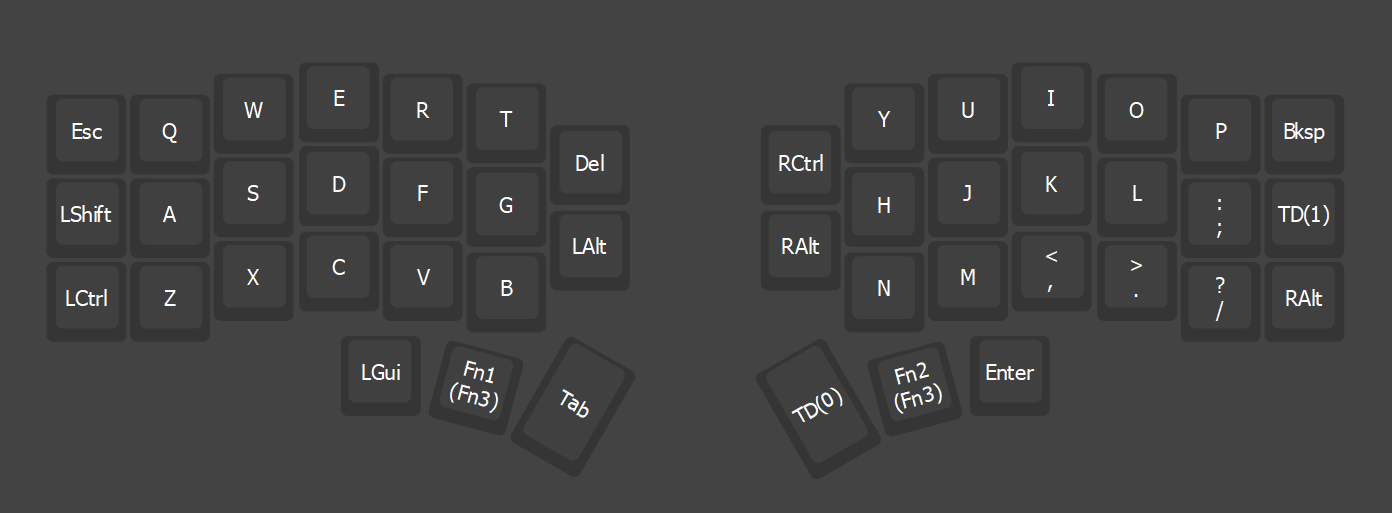 Esc
Q
W
E
R
T
Del
LShift
A
S
D
F
G
LAlt
LCtrl
Z
X
C
V
B
LGui
Fn1
(Fn3)
Tab
RCtrl
Y
U
I
O
P
Bksp
RAlt
H
J
K
L
:
;
TD(1)
N
M
<
,
>
.
?
/
RAlt
TD(0)
Fn2
(Fn3)
Enter